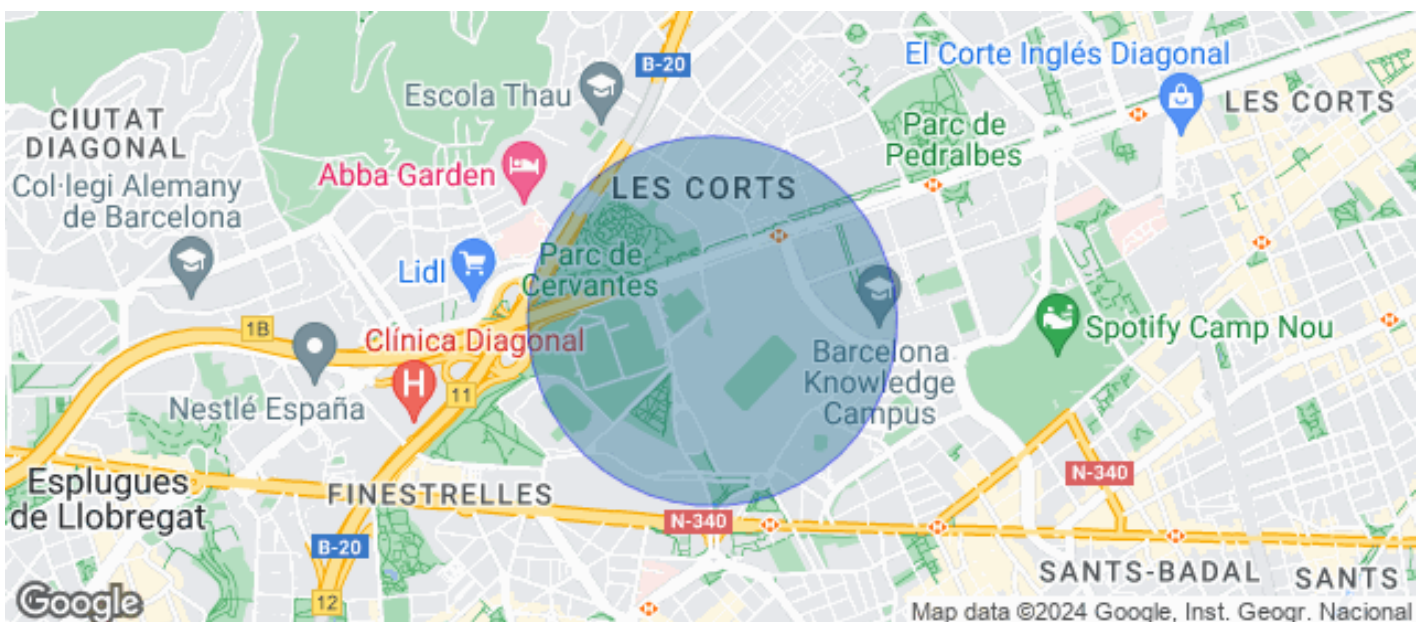 B-20
El Corte Inglés Diagonal
Escola Thau
LES CORTS
CIUTAT
DIAGONAL
Parc de
Pedralbes
Abba Garden
LES CORTS
Col·legi Alemany
de Barcelona
Parc de
Cervantes
Lidl
1B
Clínica Diagonal
Spotify Camp Nou
Barcelona
Knowledge
Campus
H
11
Nestlé España
N-340
Esplugues
de Llobregat
FINESTRELLES
N-340
B-20
SANTS-BADAL
SANTS
12
Google
Map data ©2024 Google, Inst. Geogr. Nacional